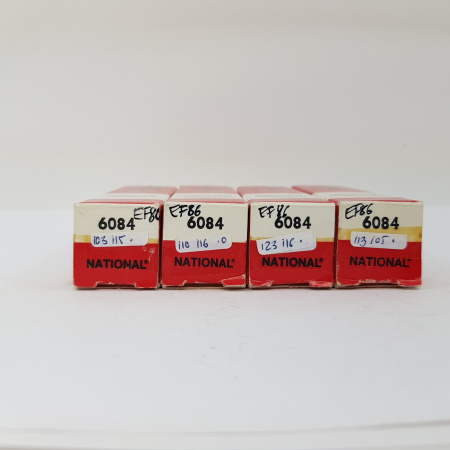 6084 EF86
103 115 .
NATIONAL®
EF86
6084
110 116 .0
NATIONAL®
EF86
6084
123 116 .
NATIONAL®
EF86
6084
113 105 .
NATIONAL®